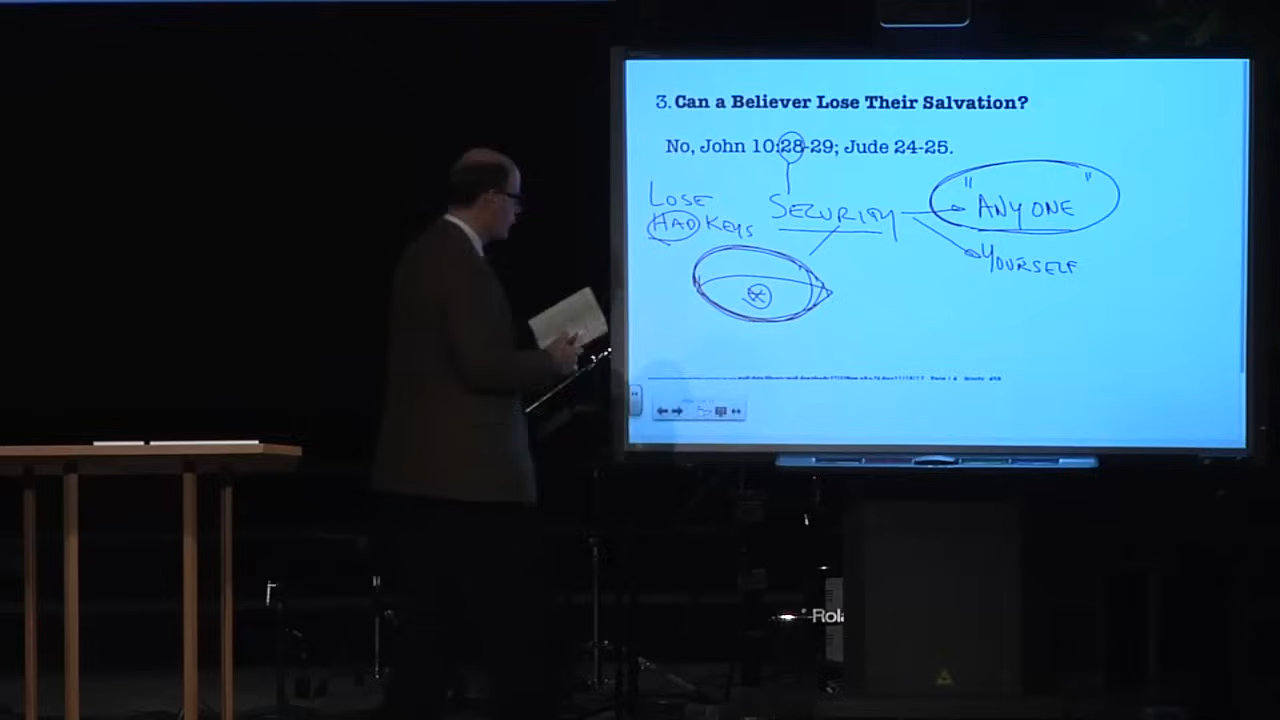 3. Can a Believer Lose Their Salvation?
No, John 10:28-29; Jude 24-25.
LOSE
HAD KEYS
SECURITY
" ANYONE "
YOURSELF
Rola